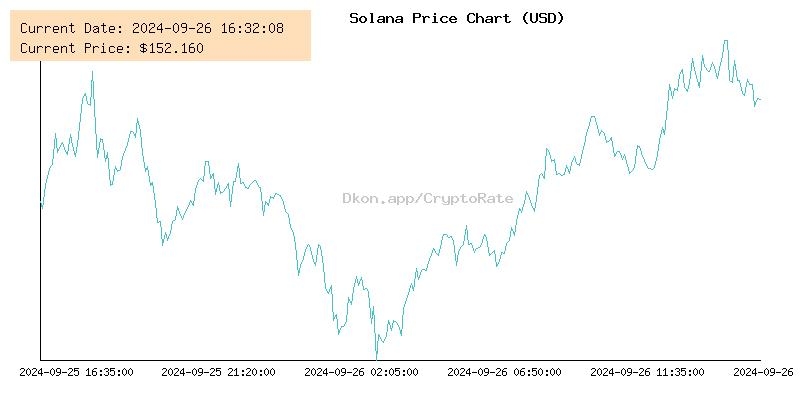 Solana Price Chart (USD)
Current Date: 2024-09-26 16:32:08
Current Price: $152.160
Dkon.app/CryptoRate
2024-09-25 16:35:00 2024-09-25 21:20:00 2024-09-26 02:05:00 2024-09-26 06:50:00 2024-09-26 11:35:00 2024-09-26